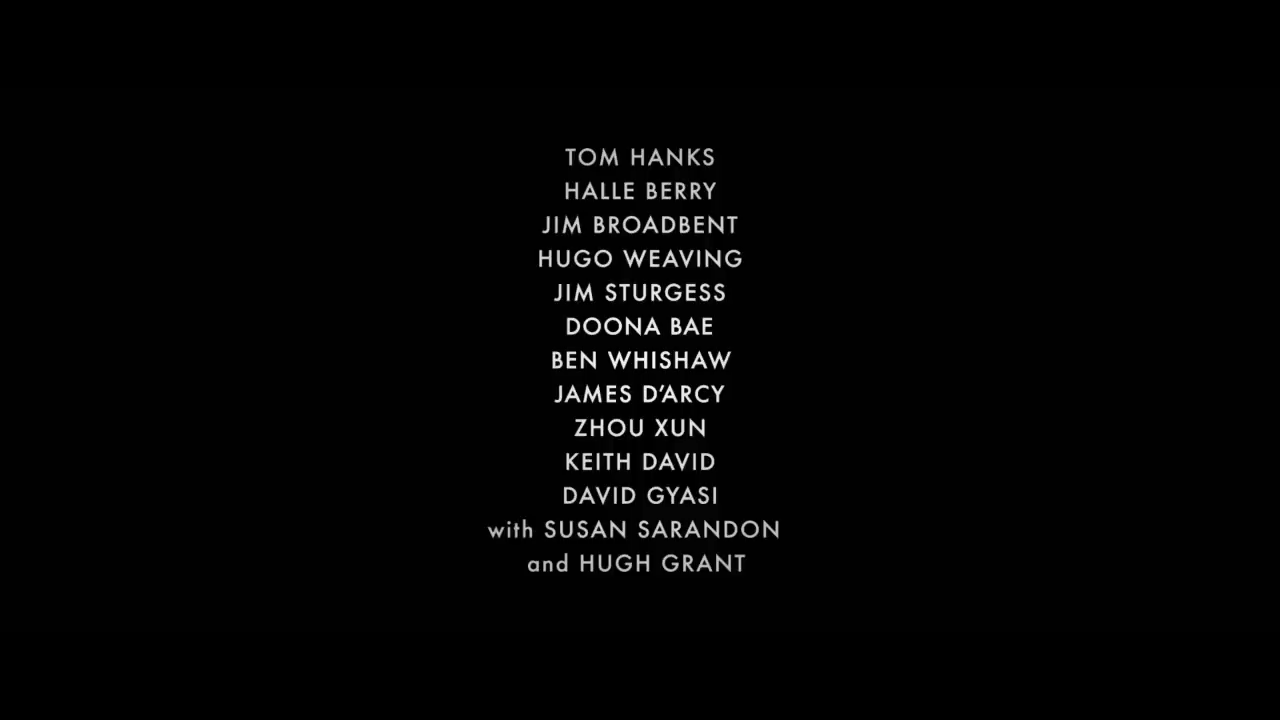 TOM HANKS
HALLE BERRY
JIM BROADBENT
HUGO WEAVING
JIM STURGESS
DOONA BAE
BEN WHISHAW
JAMES D'ARCY
ZHOU XUN
KEITH DAVID
DAVID GYASI
with SUSAN SARANDON
and HUGH GRANT